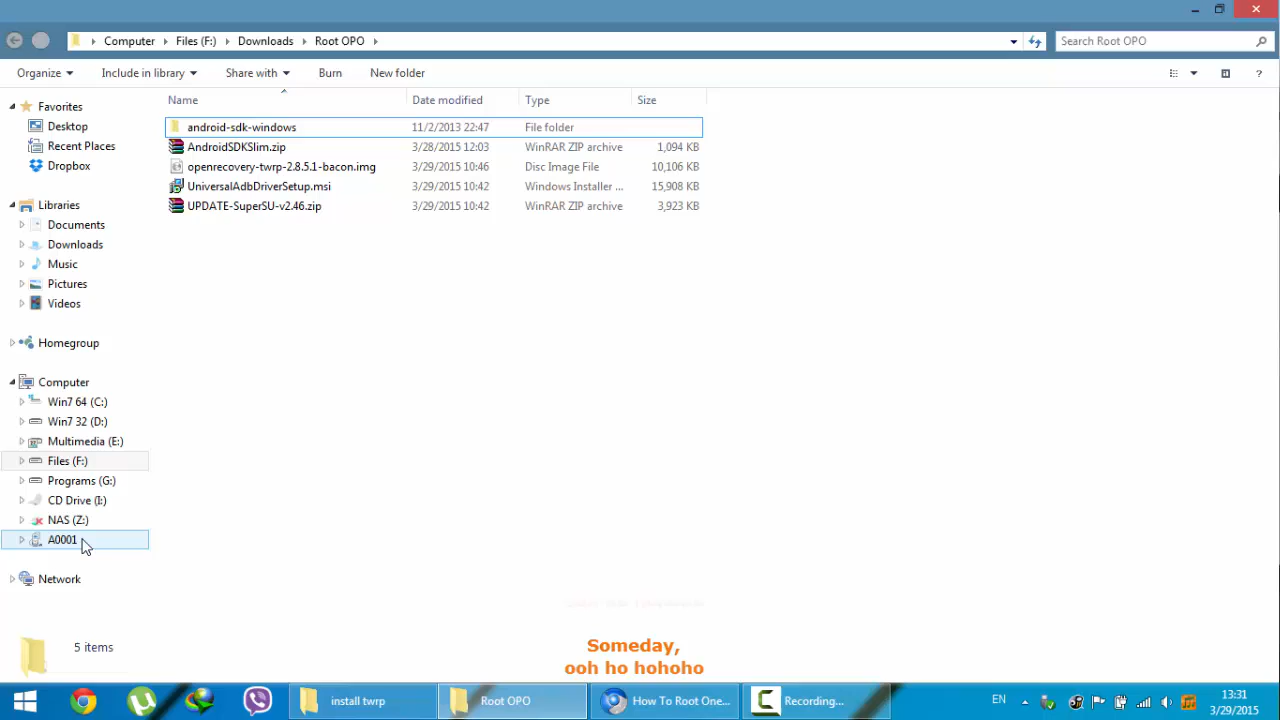 Computer Files (F:) Downloads Root OPO Search Root OPO
Organize Include in library Share with Burn New folder
Name Date modified Type Size
android-sdk-windows 11/2/2013 22:47 File folder
AndroidSDKSlim.zip 3/28/2015 12:03 WinRAR ZIP archive 1,094 KB
openrecovery-twrp-2.8.5.1-bacon.img 3/29/2015 10:46 Disc Image File 10,106 KB
UniversalAdbDriverSetup.msi 3/29/2015 10:42 Windows Installer ... 15,908 KB
UPDATE-SuperSU-v2.46.zip 3/29/2015 10:42 WinRAR ZIP archive 3,923 KB
Favorites
Desktop
Recent Places
Dropbox
Libraries
Documents
Downloads
Music
Pictures
Videos
Homegroup
Computer
Win7 64 (C:)
Win7 32 (D:)
Multimedia (E:)
Files (F:)
Programs (G:)
CD Drive (I:)
NAS (Z:)
A0001
Network
5 items
Someday,
ooh ho hohoho
install twrp Root OPO How To Root One... Recording... EN 13:31
3/29/2015